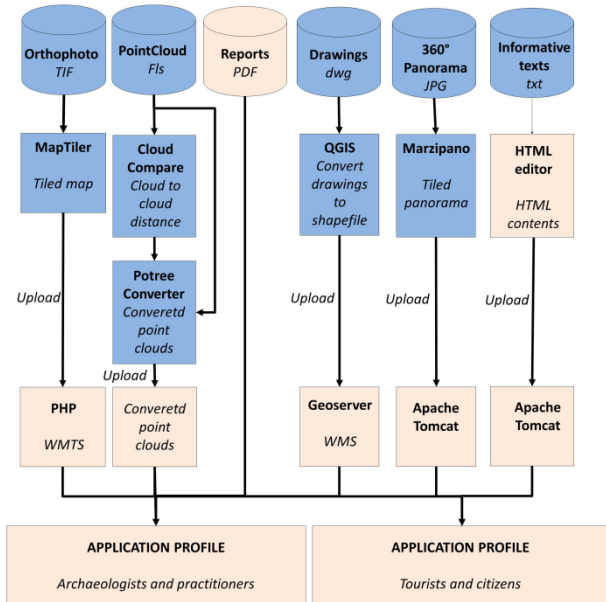 Orthophoto
TIF
PointCloud
Fls
Reports
PDF
Drawings
dwg
360°
Panorama
JPG
Informative
texts
txt
MapTiler
Tiled map
Cloud
Compare
Cloud to
cloud
distance
QGIS
Convert
drawings
to
shapefile
Marzipano
Tiled
panorama
HTML
editor
HTML
contents
Potree
Converter
Converetd
point
clouds
Upload
Upload
Upload
Upload
Upload
PHP
WMTS
Converetd
point
clouds
Geoserver
WMS
Apache
Tomcat
Apache
Tomcat
APPLICATION PROFILE
Archaeologists and practitioners
APPLICATION PROFILE
Tourists and citizens